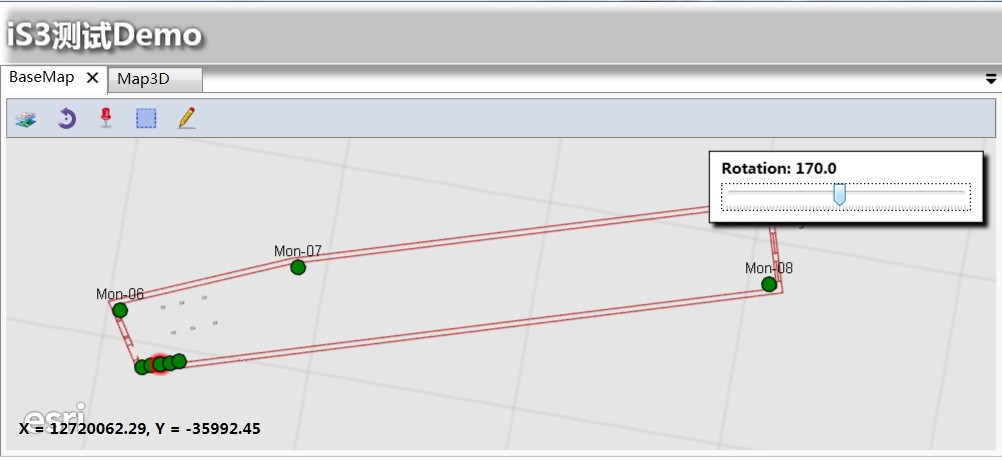 iS3测试Demo
BaseMap
Map3D
Rotation: 170.0
Mon-07
Mon-08
Mon-06
esri
X = 12720062.29, Y = -35992.45